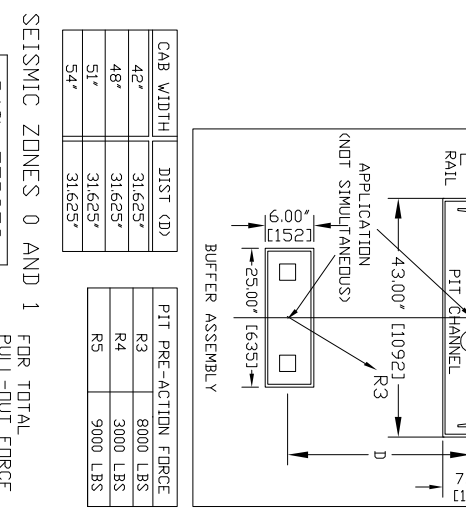 RAIL
PIT CHANNEL
43.00" [1092]
APPLICATION
(NOT SIMULTANEOUS)
R3
6.00"
[152]
25.00" [635]
D
7
BUFFER ASSEMBLY
CAB WIDTH DIST (D)
42" 31.625"
48" 31.625"
51" 31.625"
54" 31.625"
PIT PRE-ACTION FORCE
R3 8000 LBS
R4 3000 LBS
R5 9000 LBS
SEISMIC ZONES 0 AND 1
FOR TOTAL
PULL-OUT FORCE